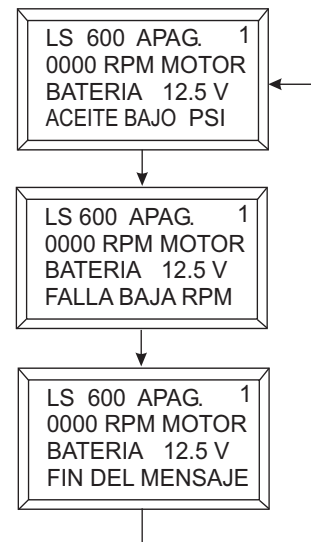 LS 600 APAG. 1
0000 RPM MOTOR
BATERIA 12.5 V
ACEITE BAJO PSI
LS 600 APAG. 1
0000 RPM MOTOR
BATERIA 12.5 V
FALLA BAJA RPM
LS 600 APAG. 1
0000 RPM MOTOR
BATERIA 12.5 V
FIN DEL MENSAJE